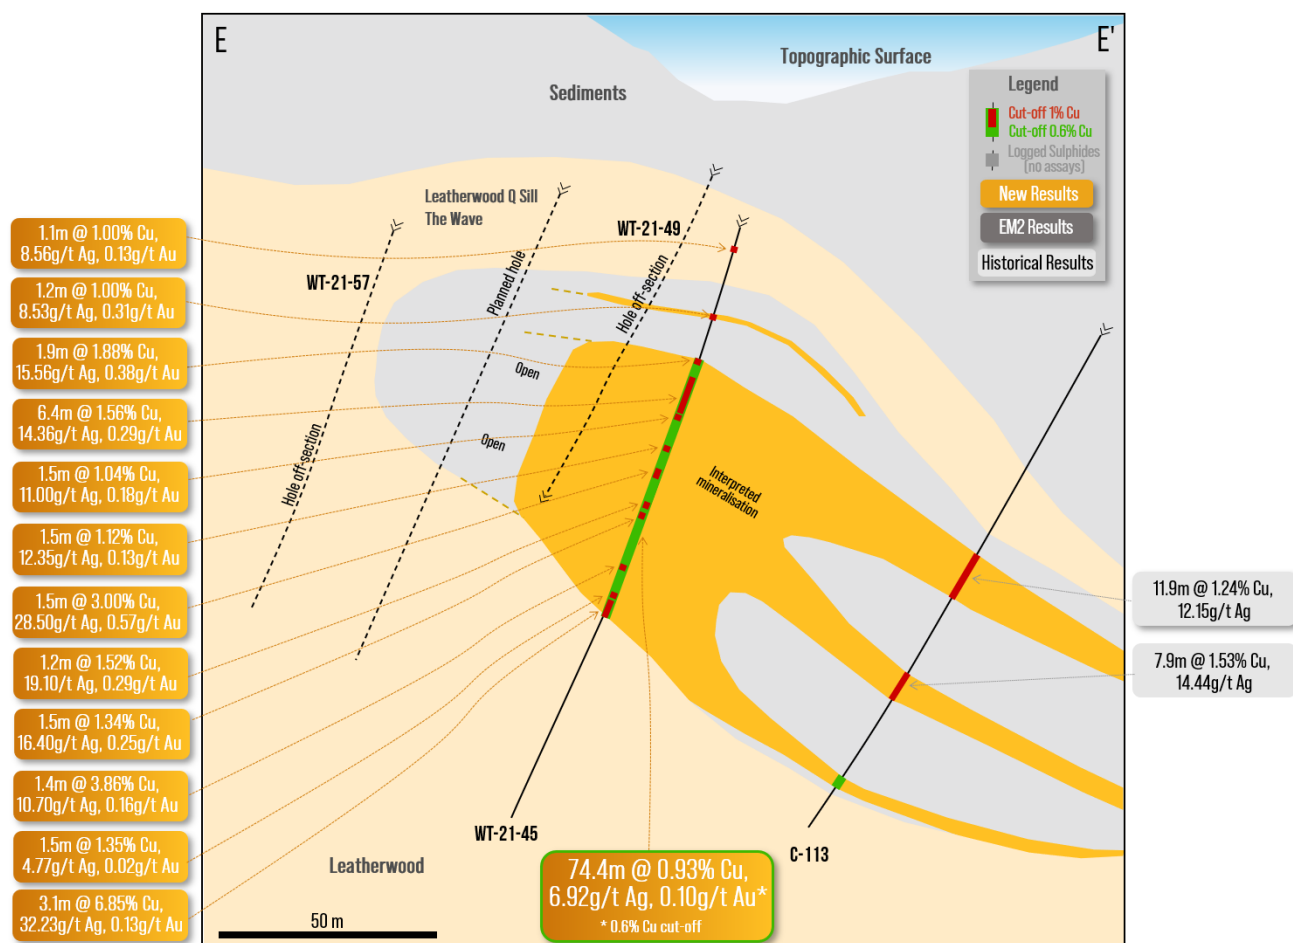 E
E'
Topographic Surface
Sediments
Legend
Cut-off 1% Cu
Cut-off 0.6% Cu
Logged Sulphides
(no assays)
New Results
EM2 Results
Historical Results
Leatherwood Q Sill
The Wave
WT-21-49
WT-21-57
Planned hole
Hole off-section
Hole off-section
Open
Open
Interpreted
mineralisation
1.1m @ 1.00% Cu,
8.56g/t Ag, 0.13g/t Au
1.2m @ 1.00% Cu,
8.53g/t Ag, 0.31g/t Au
1.9m @ 1.88% Cu,
15.56g/t Ag, 0.38g/t Au
6.4m @ 1.56% Cu,
14.36g/t Ag, 0.29g/t Au
1.5m @ 1.04% Cu,
11.00g/t Ag, 0.18g/t Au
1.5m @ 1.12% Cu,
12.35g/t Ag, 0.13g/t Au
1.5m @ 3.00% Cu,
28.50g/t Ag, 0.57g/t Au
1.2m @ 1.52% Cu,
19.10/t Ag, 0.29g/t Au
1.5m @ 1.34% Cu,
16.40g/t Ag, 0.25g/t Au
1.4m @ 3.86% Cu,
10.70g/t Ag, 0.16g/t Au
1.5m @ 1.35% Cu,
4.77g/t Ag, 0.02g/t Au
3.1m @ 6.85% Cu,
32.23g/t Ag, 0.13g/t Au
11.9m @ 1.24% Cu,
12.15g/t Ag
7.9m @ 1.53% Cu,
14.44g/t Ag
WT-21-45
C-113
Leatherwood
74.4m @ 0.93% Cu,
6.92g/t Ag, 0.10g/t Au*
* 0.6% Cu cut-off
50 m